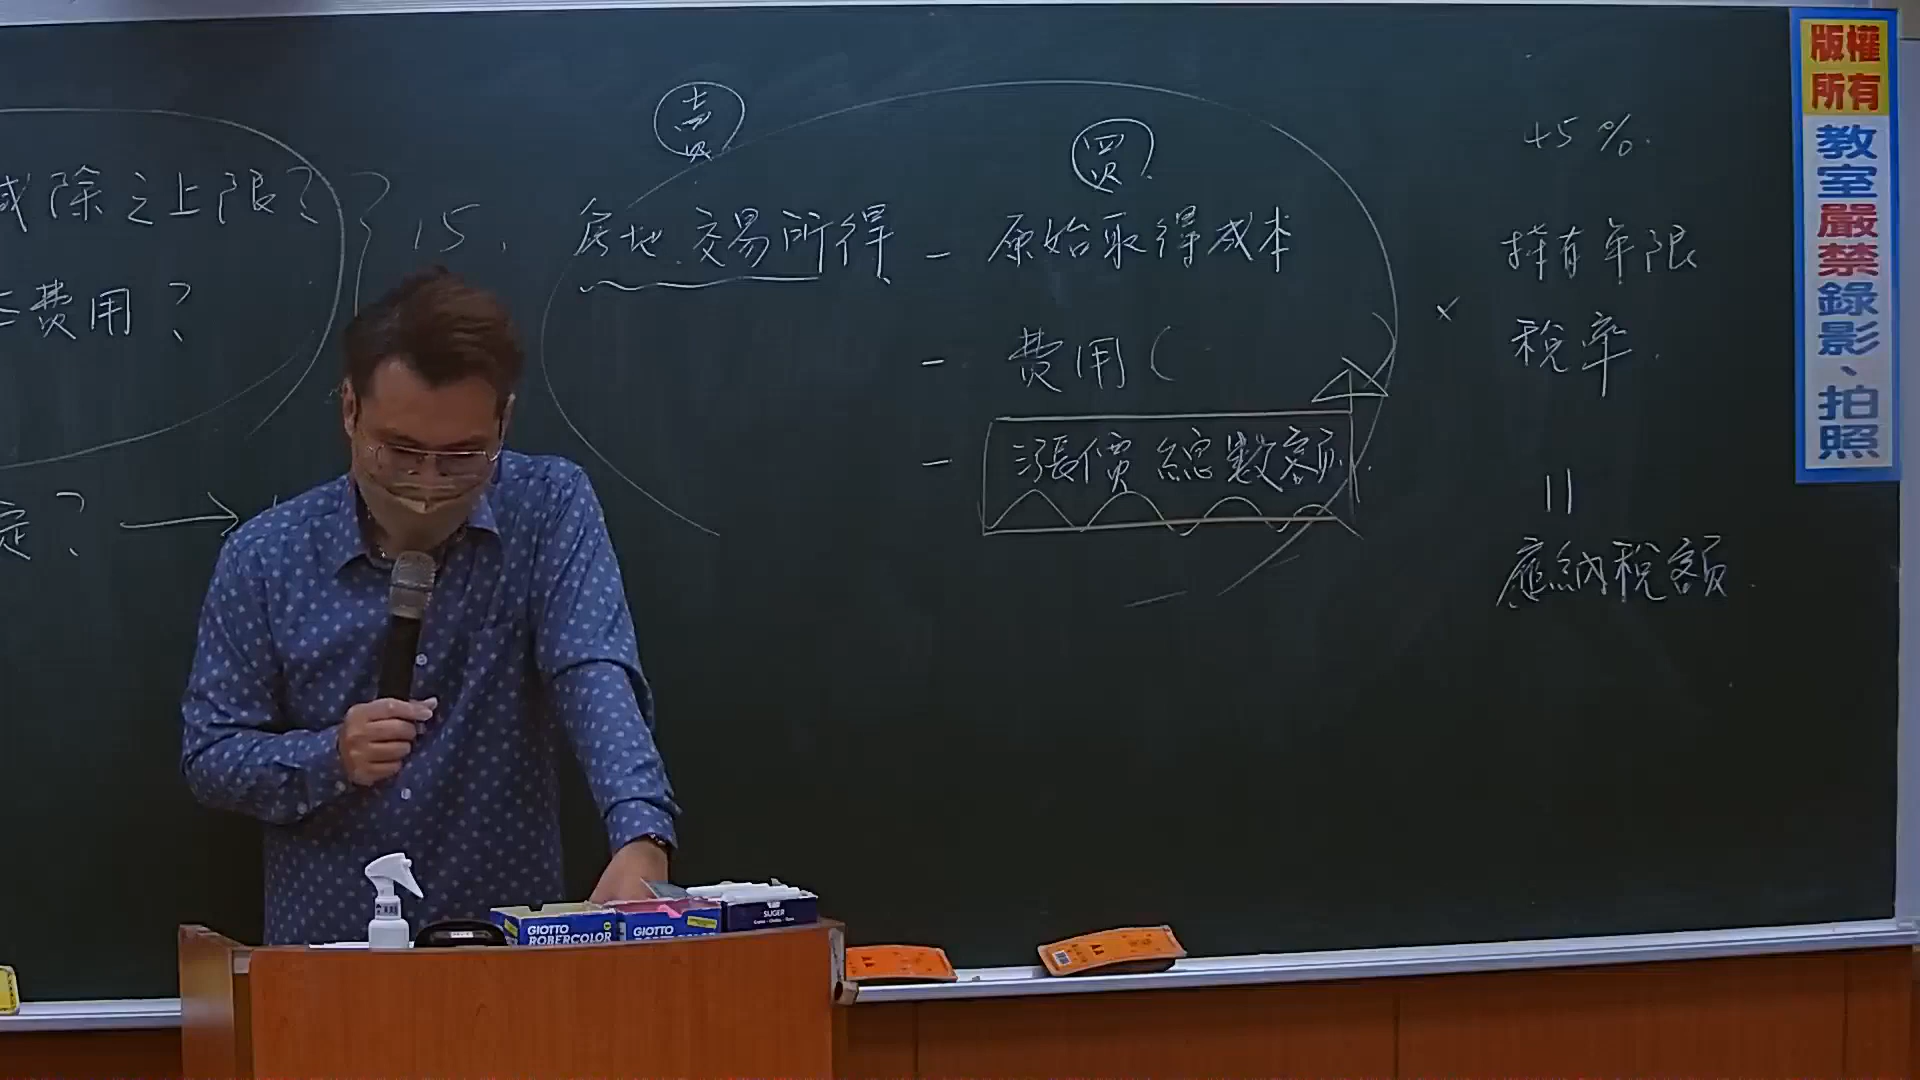 減除之上限?
費用?
定? →
15.
賣
買
房地交易所得 - 原始取得成本
- 費用(
- 漲價總數額
×
45%.
持有年限
稅率.
||
應納稅額
版權
所有
教室嚴禁錄影、拍照
GIOTTO
ROBERCOLOR
GIOTTO